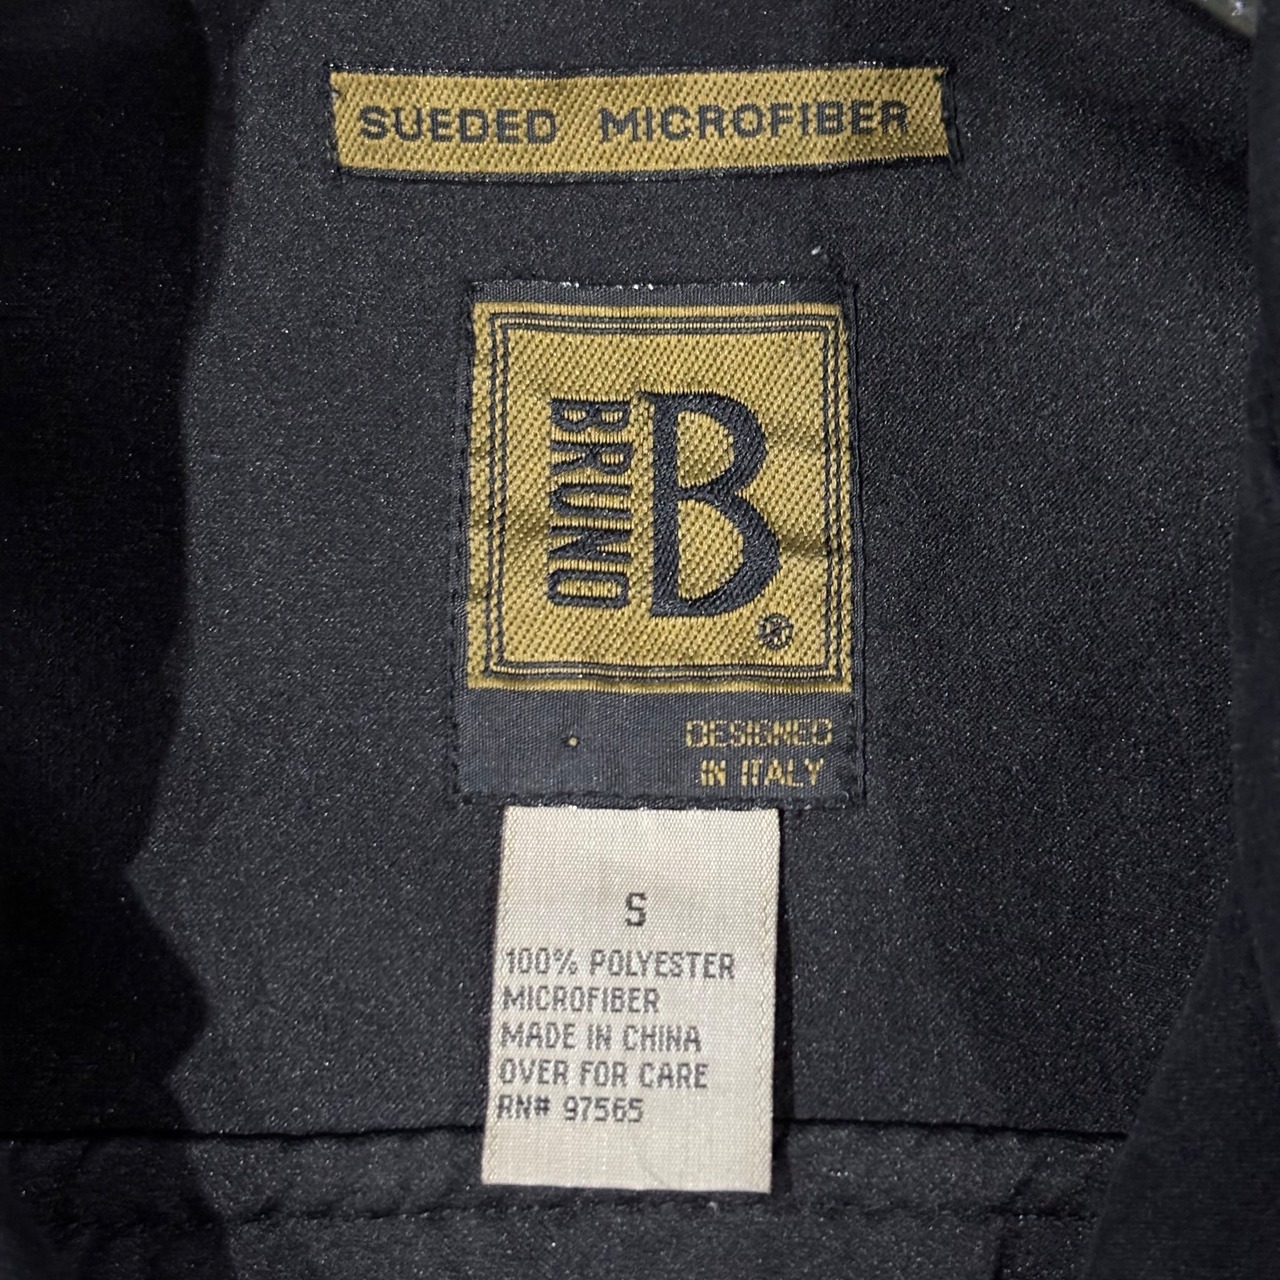 SUEDED MICROFIBER
BRUNO
B®
DESIGNED
IN ITALY
S
100% POLYESTER
MICROFIBER
MADE IN CHINA
OVER FOR CARE
RN# 97565